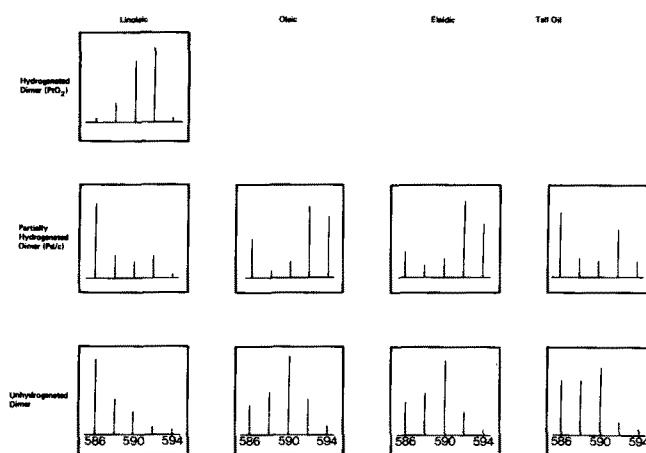 Linoleic Oleic Elaidic Tall Oil
Hydrogenated
Dimer (PtO2)
Partially
Hydrogenated
Dimer (Pd/c)
Unhydrogenated
Dimer
586 590 594 586 590 594 586 590 594 586 590 594